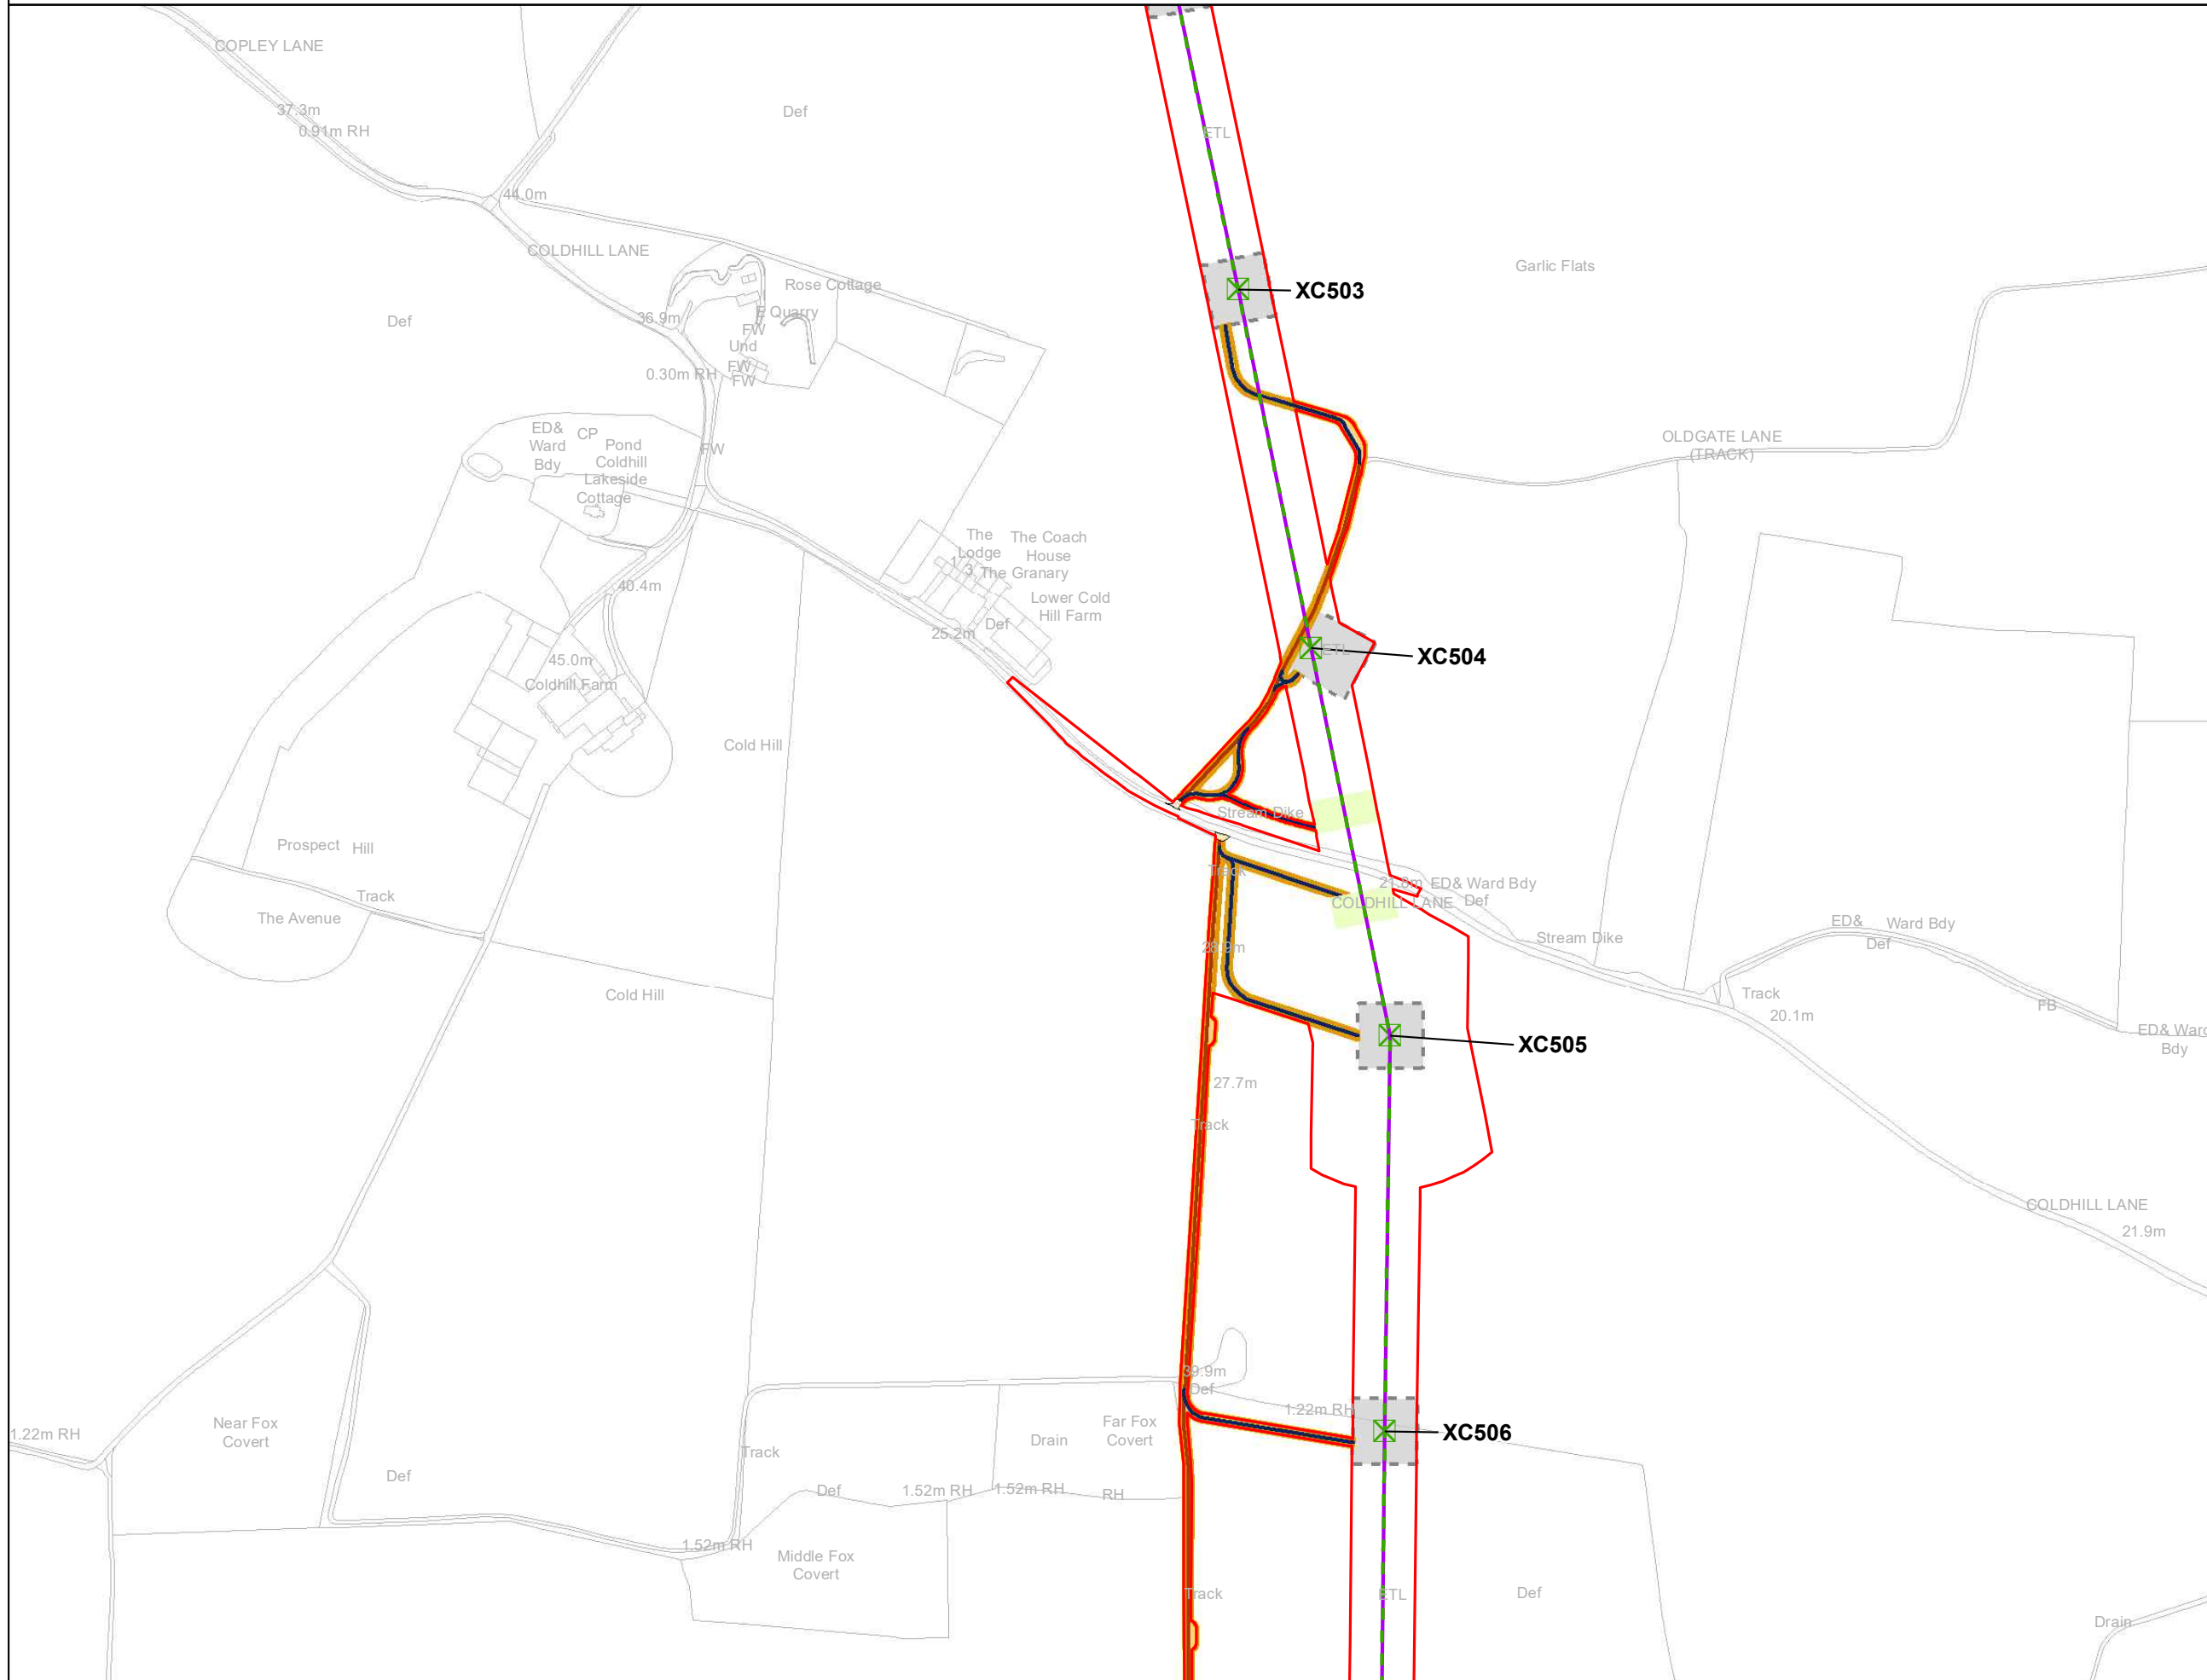 COPLEY LANE
37.3m
0.91m RH
Def
ETL
44.0m
COLDHILL LANE
Garlic Flats
Rose Cottage
XC503
E Quarry
36.9m
Def
FW
Und
FW
0.30m RH
FW
ED&
Ward
Bdy
CP
Pond
Coldhill
Lakeside
Cottage
FW
OLDGATE LANE
(TRACK)
The
Lodge
The Coach
House
1
3
The Granary
40.4m
Lower Cold
Hill Farm
Def
25.2m
ETL
XC504
45.0m
Coldhill Farm
Cold Hill
Stream Dike
Prospect Hill
Track
21.8m
ED& Ward Bdy
Def
Track
COLDHILL LANE
The Avenue
ED& Ward Bdy
Def
Stream Dike
28.9m
Cold Hill
Track
20.1m
FB
ED& Ward
Bdy
XC505
27.7m
Track
COLDHILL LANE
21.9m
39.9m
Def
1.22m RH
Near Fox
Covert
1.22m RH
Far Fox
Covert
Drain
XC506
Track
Def
Def
1.52m RH
1.52m RH
RH
1.52m RH
Middle Fox
Covert
Track
ETL
Def
Drain